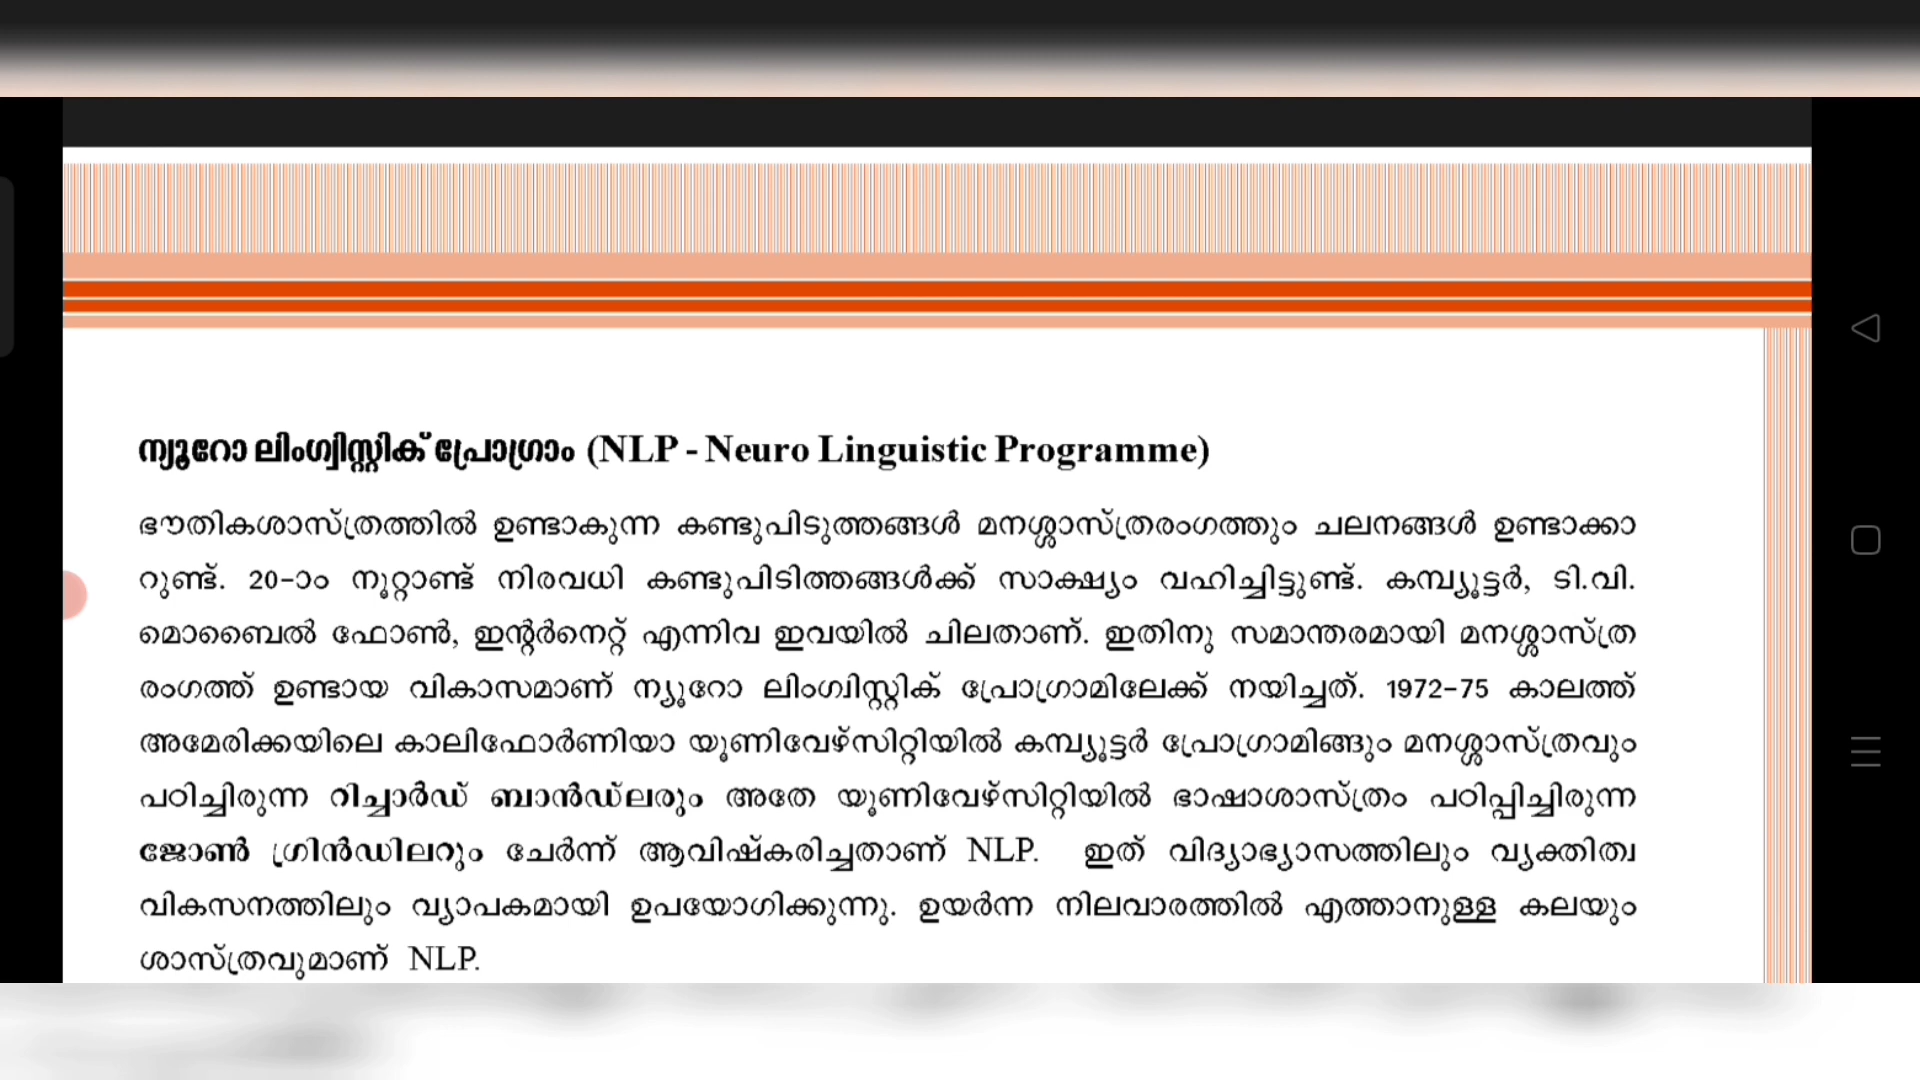 ന്യൂറോ ലിംഗ്വിസ്റ്റിക് പ്രോഗ്രാം (NLP - Neuro Linguistic Programme)
ഭൗതികശാസ്ത്രത്തിൽ ഉണ്ടാകുന്ന കണ്ടുപിടുത്തങ്ങൾ മനശ്ശാസ്ത്രരംഗത്തും ചലനങ്ങൾ ഉണ്ടാക്കാ
റുണ്ട്. 20-ാം നൂറ്റാണ്ട് നിരവധി കണ്ടുപിടിത്തങ്ങൾക്ക് സാക്ഷ്യം വഹിച്ചിട്ടുണ്ട്. കമ്പ്യൂട്ടർ, ടി.വി.
മൊബൈൽ ഫോൺ, ഇന്റർനെറ്റ് എന്നിവ ഇവയിൽ ചിലതാണ്. ഇതിനു സമാന്തരമായി മനശ്ശാസ്ത്ര
രംഗത്ത് ഉണ്ടായ വികാസമാണ് ന്യൂറോ ലിംഗ്വിസ്റ്റിക് പ്രോഗ്രാമിലേക്ക് നയിച്ചത്. 1972-75 കാലത്ത്
അമേരിക്കയിലെ കാലിഫോർണിയാ യൂണിവേഴ്സിറ്റിയിൽ കമ്പ്യൂട്ടർ പ്രോഗ്രാമിങ്ങും മനശ്ശാസ്ത്രവും
പഠിച്ചിരുന്ന റിച്ചാർഡ് ബാൻഡ്ലരും അതേ യൂണിവേഴ്സിറ്റിയിൽ ഭാഷാശാസ്ത്രം പഠിപ്പിച്ചിരുന്ന
ജോൺ ഗ്രിൻഡിലറും ചേർന്ന് ആവിഷ്കരിച്ചതാണ് NLP. ഇത് വിദ്യാഭ്യാസത്തിലും വ്യക്തിത്വ
വികസനത്തിലും വ്യാപകമായി ഉപയോഗിക്കുന്നു. ഉയർന്ന നിലവാരത്തിൽ എത്താനുള്ള കലയും
ശാസ്ത്രവുമാണ് NLP.